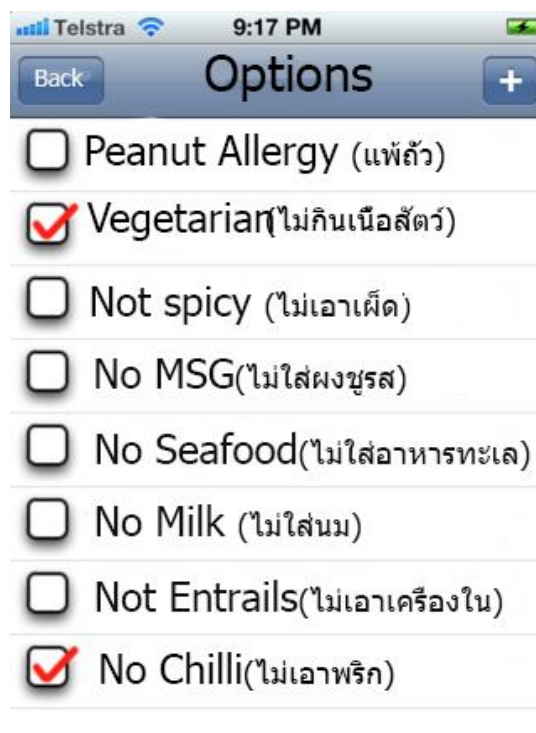 Telstra 9:17 PM
Back Options +
Peanut Allergy (แพ้ถั่ว)
Vegetarian(ไม่กินเนื้อสัตว์)
Not spicy (ไม่เอาเผ็ด)
No MSG(ไม่ใส่ผงชูรส)
No Seafood(ไม่ใส่อาหารทะเล)
No Milk (ไม่ใส่นม)
Not Entrails(ไม่เอาเครื่องใน)
No Chilli(ไม่เอาพริก)